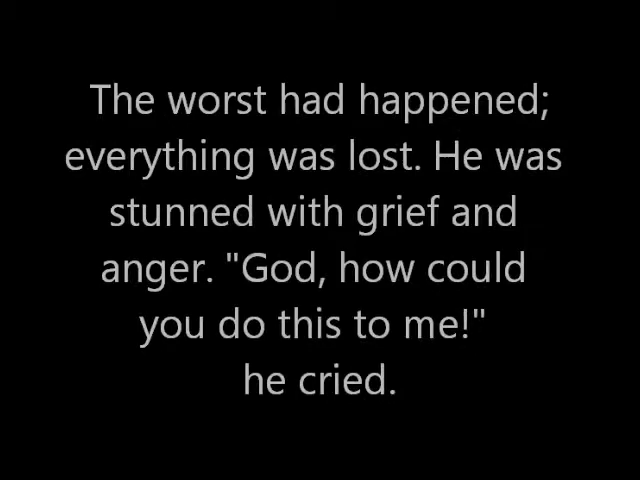 The worst had happened;
everything was lost. He was
stunned with grief and
anger. "God, how could
you do this to me!"
he cried.